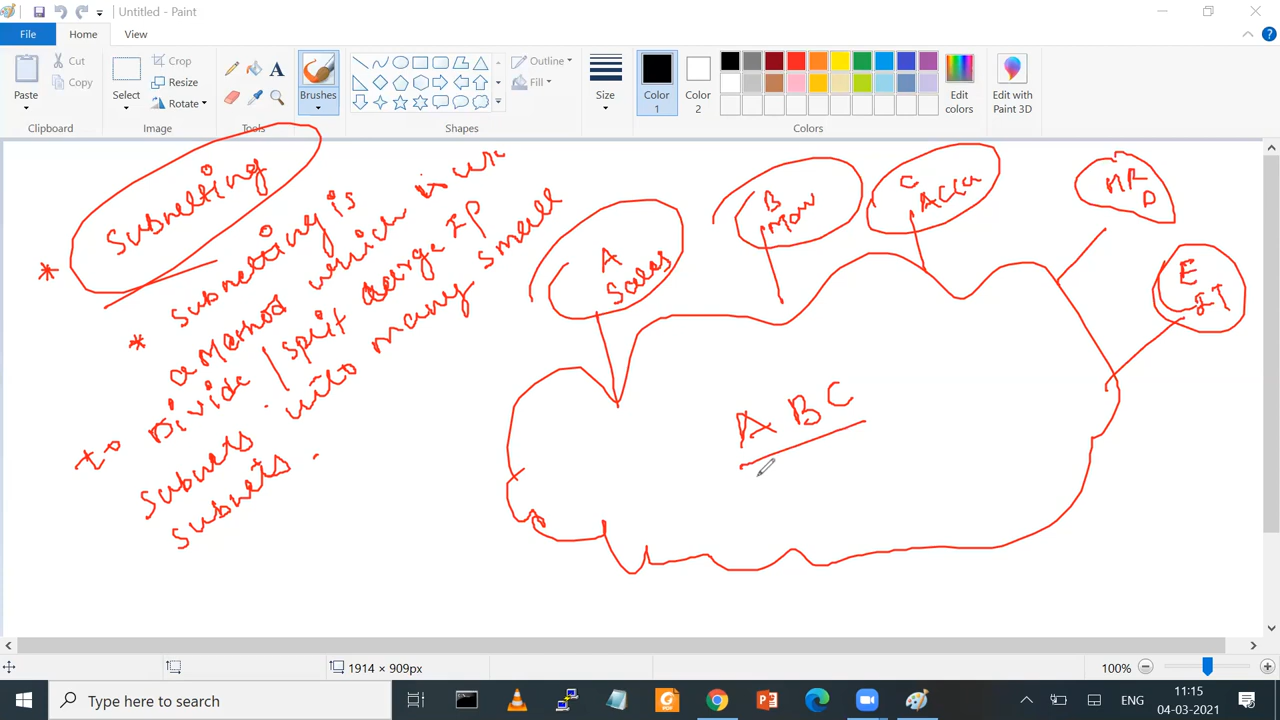 Untitled - Paint
File
Home
View
Paste
Cut
Copy
Clipboard
Select
Crop
Resize
Rotate
Image
Tools
Brushes
Shapes
Outline
Fill
Size
Color 1
Color 2
Edit colors
Edit with Paint 3D
Colors
Subnetting
* subnetting is
a Method which is use
to Divide / split large IP
subnets into many small
subnets.
A
Sales
B
C
HR
D
E
IT
A B C
1914 × 909px
100%
Type here to search
ENG
11:15
04-03-2021